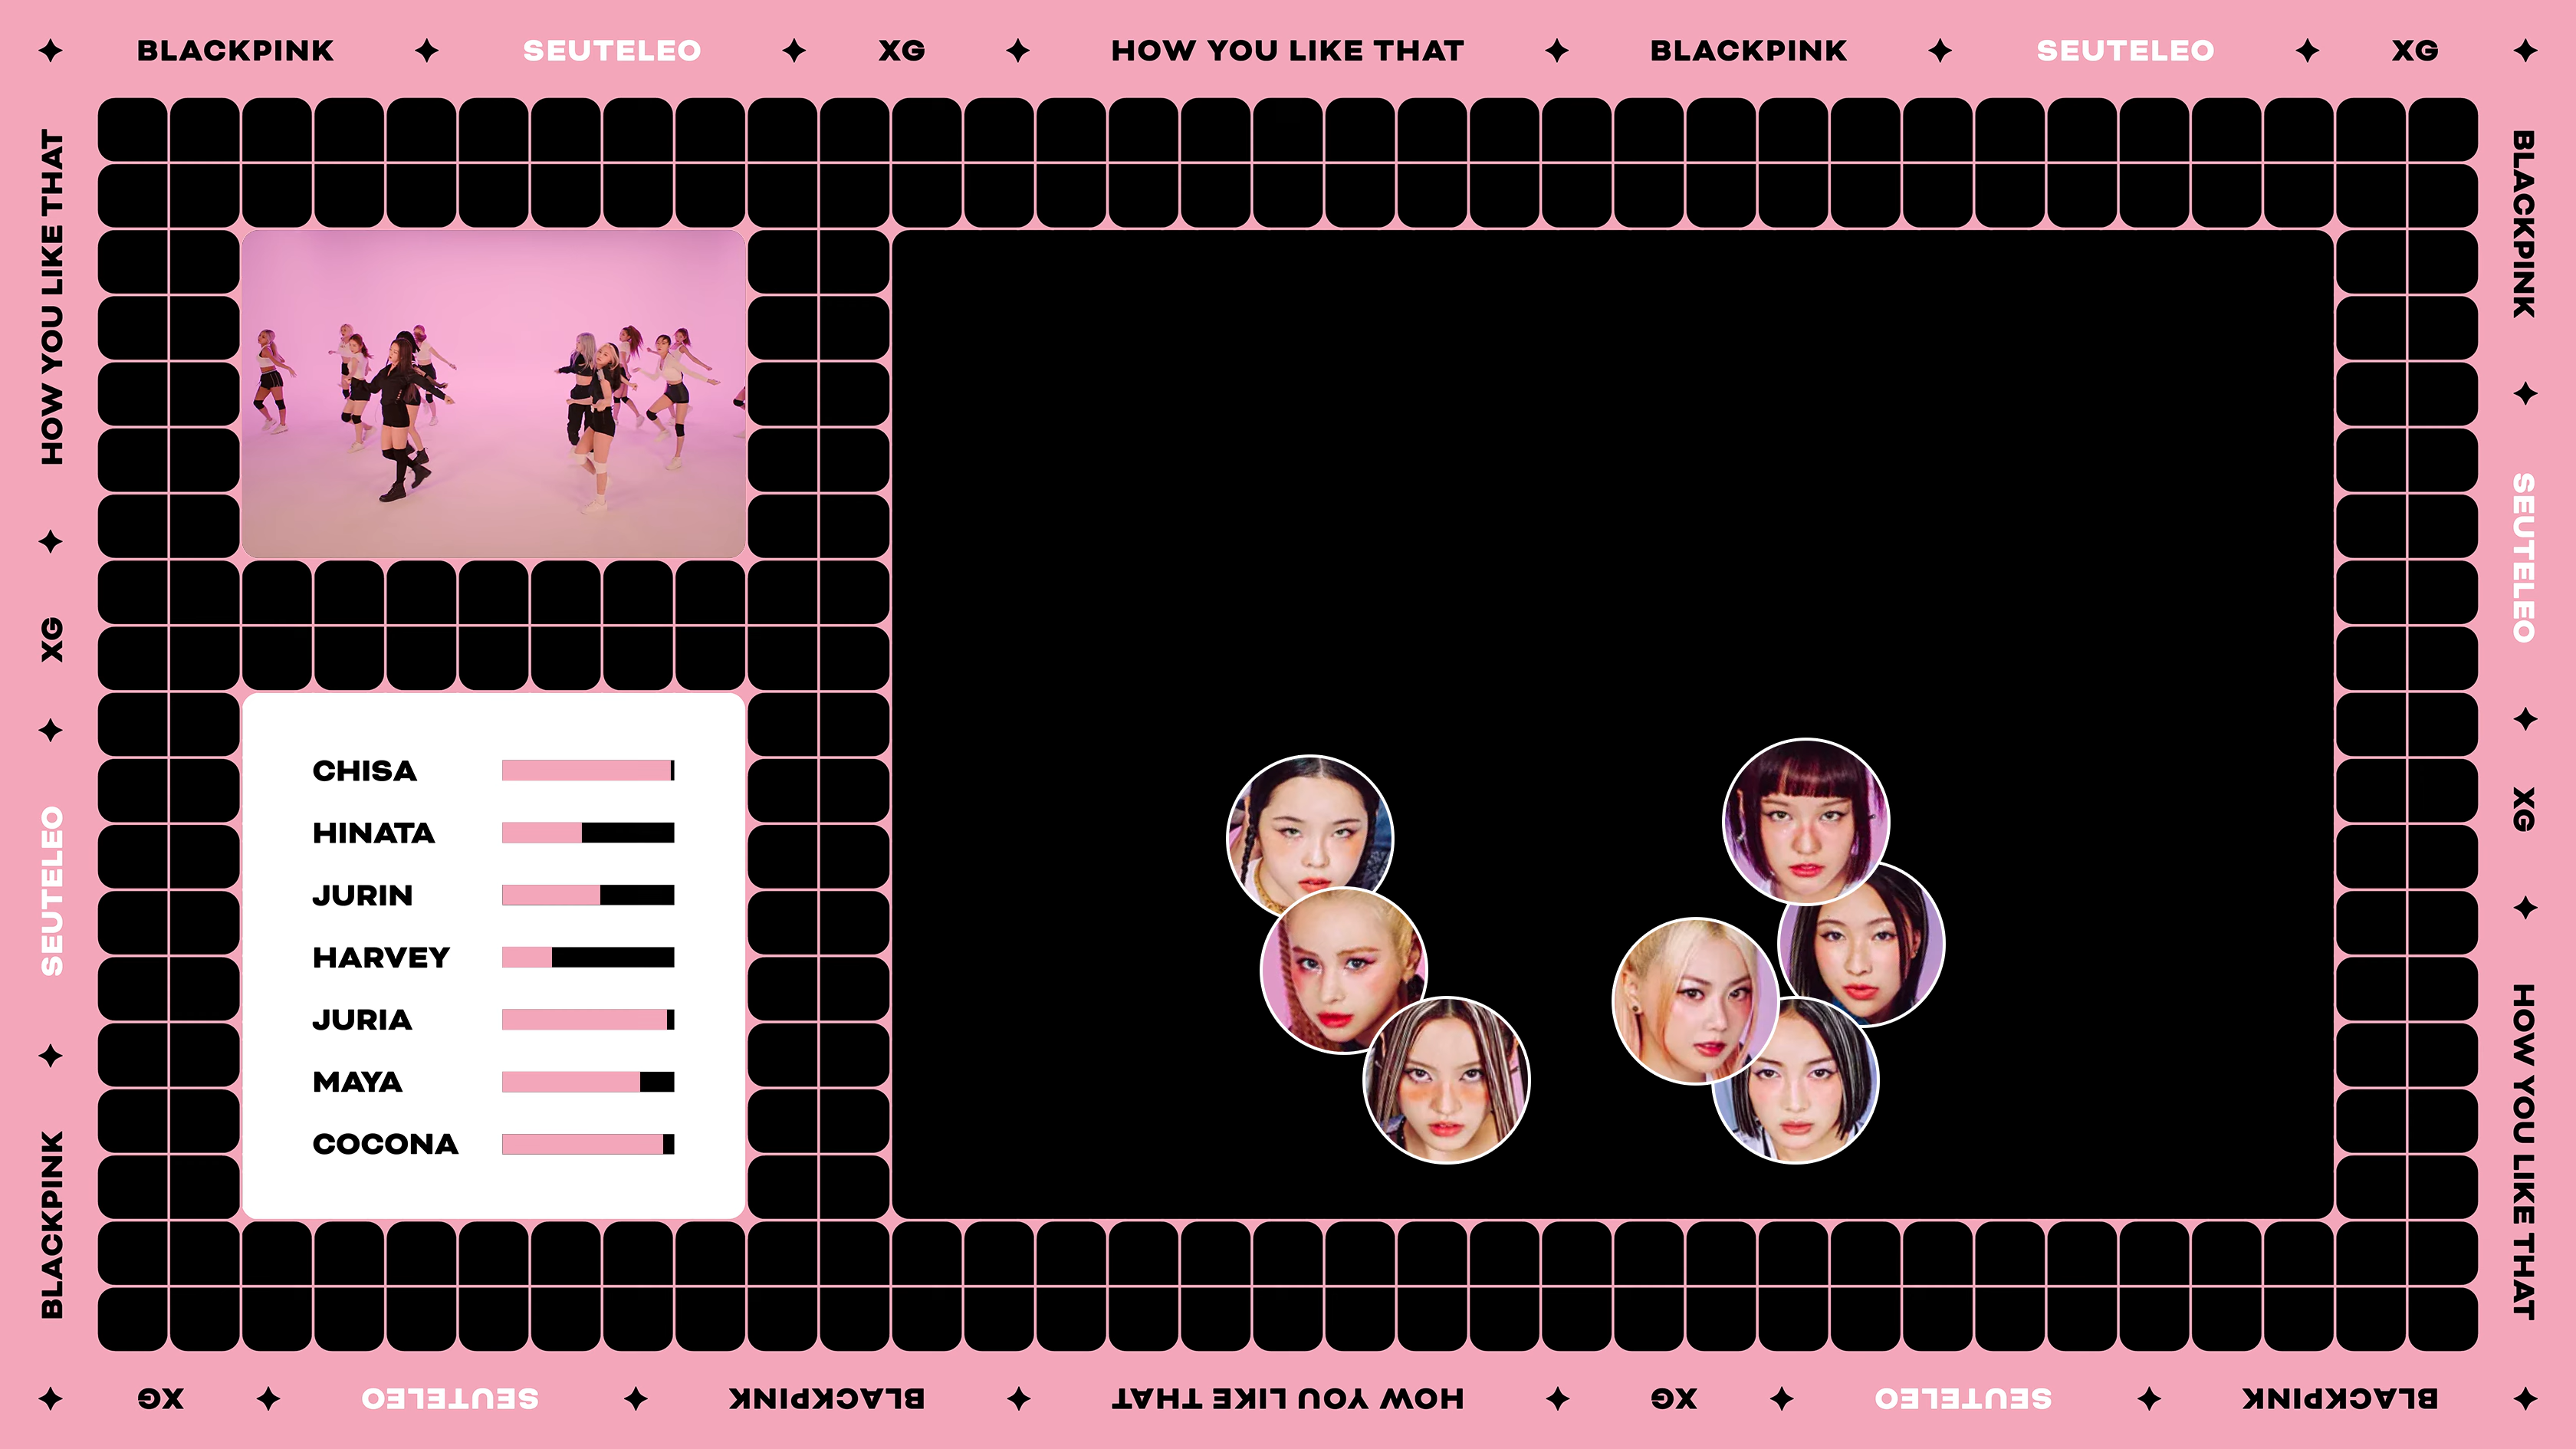 BLACKPINK ✦ SEUTELEO ✦ XG ✦ HOW YOU LIKE THAT ✦ BLACKPINK ✦ SEUTELEO ✦ XG
HOW YOU LIKE THAT
XG
SEUTELEO
BLACKPINK
CHISA
HINATA
JURIN
HARVEY
JURIA
MAYA
COCONA
BLACKPINK
SEUTELEO
XG
HOW YOU LIKE THAT
BLACKPINK ✦ SEUTELEO ✦ XG ✦ HOW YOU LIKE THAT ✦ BLACKPINK ✦ SEUTELEO ✦ XG